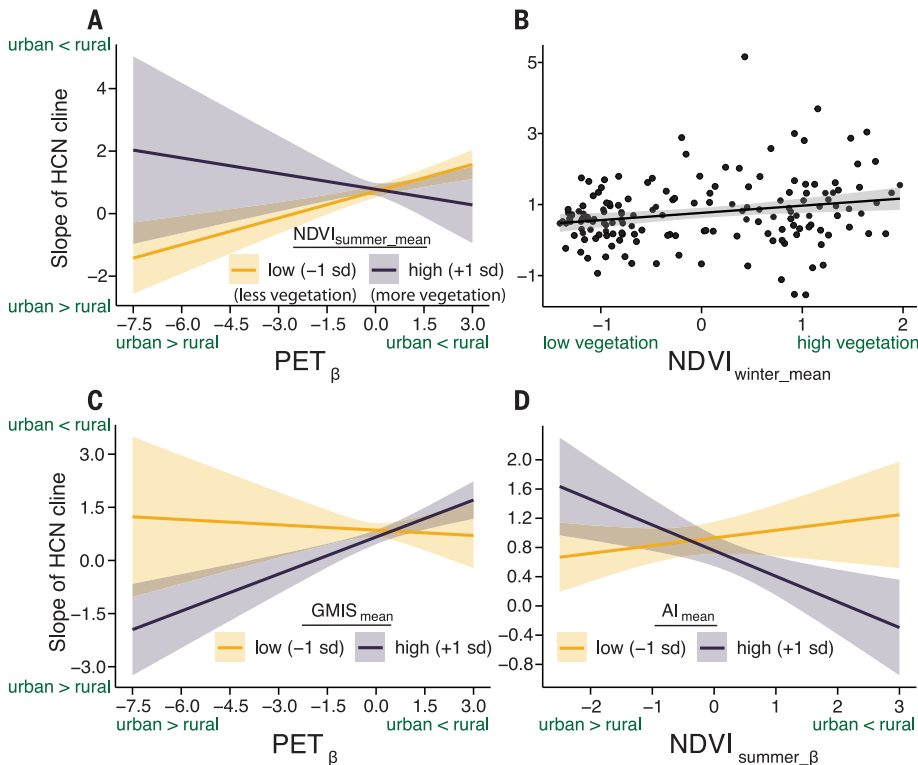 A
urban < rural
Slope of HCN cline
4
2
0
−2
urban > rural
NDVIsummer_mean
low (−1 sd) high (+1 sd)
(less vegetation) (more vegetation)
−7.5 −6.0 −4.5 −3.0 −1.5 0.0 1.5 3.0
urban > rural urban < rural
PETβ
B
5
3
1
−1
−1 0 1 2
low vegetation high vegetation
NDVIwinter_mean
C
urban < rural
Slope of HCN cline
3.0
1.5
0.0
−1.5
−3.0
urban > rural
GMISmean
low (−1 sd) high (+1 sd)
−7.5 −6.0 −4.5 −3.0 −1.5 0.0 1.5 3.0
urban > rural urban < rural
PETβ
D
2.0
1.6
1.2
0.8
0.4
0.0
−0.4
−0.8
AImean
low (−1 sd) high (+1 sd)
−2 −1 0 1 2 3
urban > rural urban < rural
NDVIsummer_β